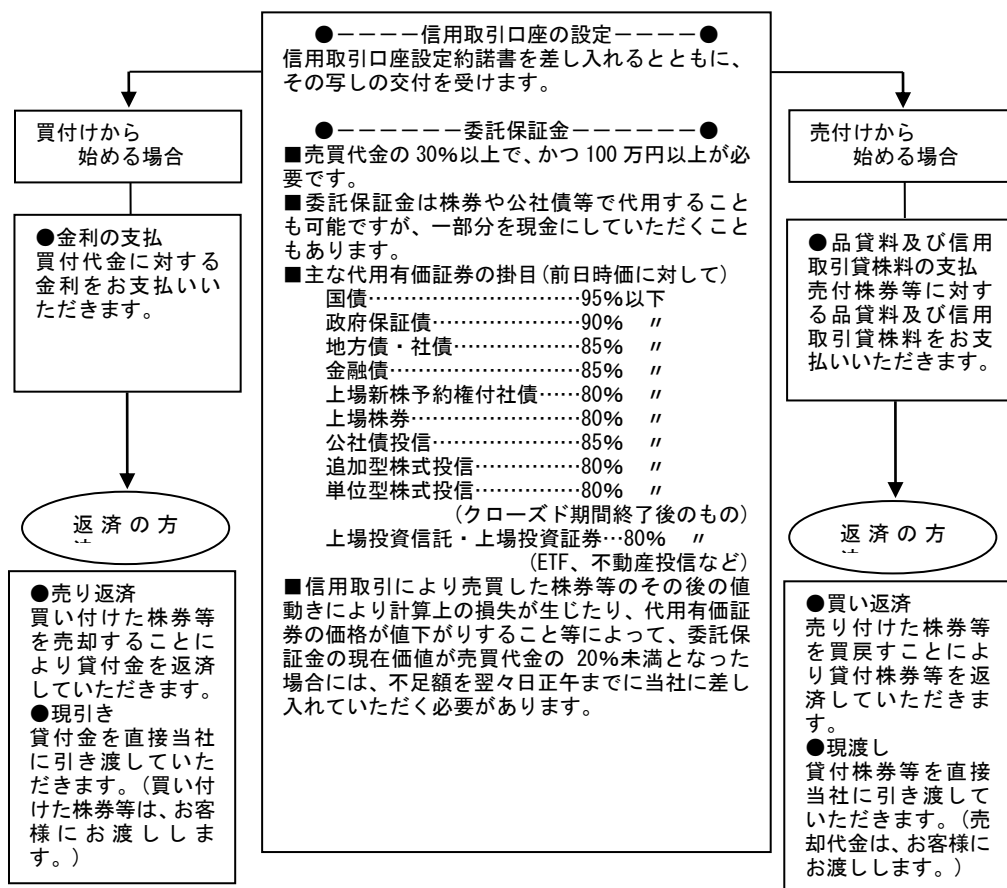 ●－－－－信用取引口座の設定－－－－●
信用取引口座設定約諾書を差し入れるとともに、
その写しの交付を受けます。
●－－－－－－委託保証金－－－－－－●
■売買代金の 30%以上で、かつ 100 万円以上が必
要です。
■委託保証金は株券や公社債等で代用すること
も可能ですが、一部分を現金にしていただくこと
もあります。
■主な代用有価証券の掛目(前日時価に対して)
国債……………………………95%以下
政府保証債……………………90%　〃
地方債・社債…………………85%　〃
金融債…………………………85%　〃
上場新株予約権付社債……80%　〃
上場株券………………………80%　〃
公社債投信……………………85%　〃
追加型株式投信………………80%　〃
単位型株式投信………………80%　〃
(クローズド期間終了後のもの)
上場投資信託・上場投資証券…80%　〃
(ETF、不動産投信など)
■信用取引により売買した株券等のその後の値
動きにより計算上の損失が生じたり、代用有価証
券の価格が値下がりすること等によって、委託保
証金の現在価値が売買代金の 20%未満となった
場合には、不足額を翌々日正午までに当社に差し
入れていただく必要があります。
買付けから
始める場合
●金利の支払
買付代金に対する
金利をお支払いい
ただきます。
返 済 の 方
●売り返済
買い付けた株券等
を売却することに
より貸付金を返済
していただきます。
●現引き
貸付金を直接当社
に引き渡していた
だきます。(買い付
けた株券等は、お客
様にお渡ししま
す。)
売付けから
始める場合
●品貸料及び信用
取引貸株料の支払
売付株券等に対す
る品貸料及び信用
取引貸株料をお支
払いいただきます。
返 済 の 方
●買い返済
売り付けた株券等
を買戻すことによ
り貸付株券等を返
済していただきま
す。
●現渡し
貸付株券等を直接
当社に引き渡して
いただきます。(売
却代金は、お客様に
お渡しします。)